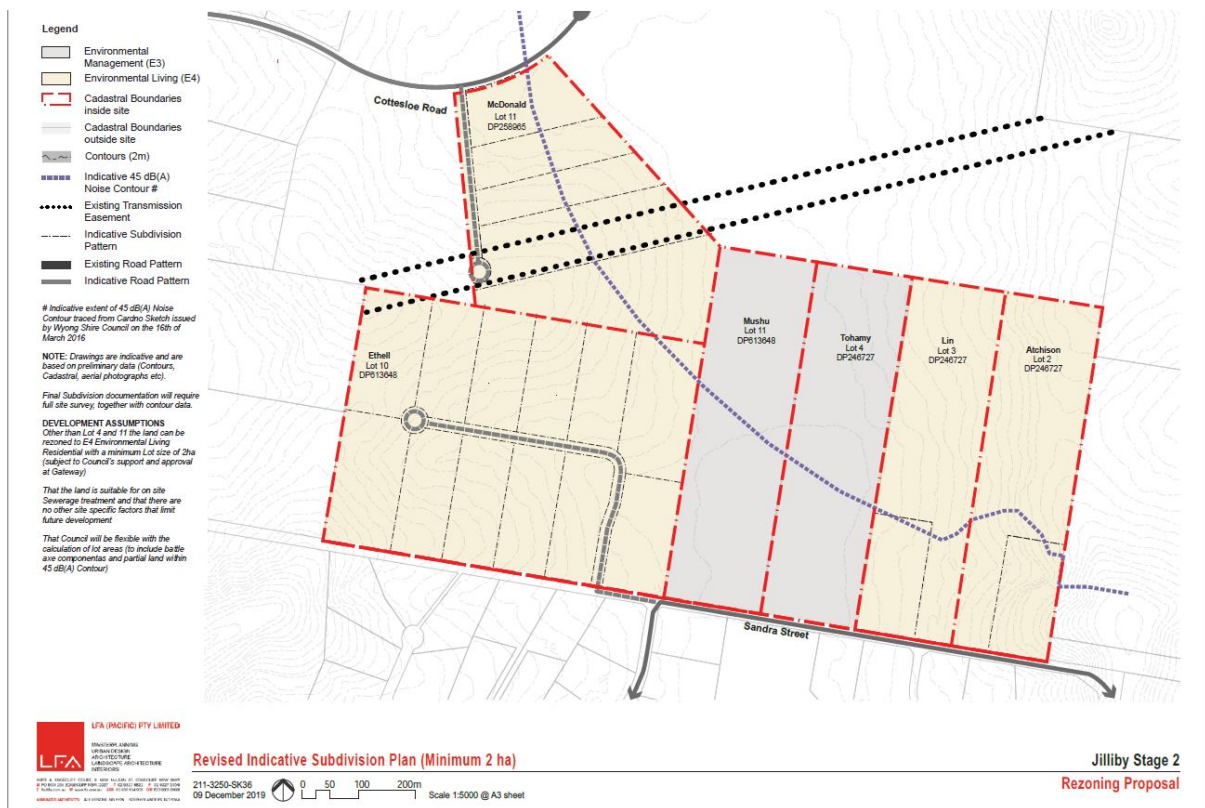 Legend
Environmental
Management (E3)
Environmental Living (E4)
Cadastral Boundaries
inside site
Cadastral Boundaries
outside site
Contours (2m)
Indicative 45 dB(A)
Noise Contour #
Existing Transmission
Easement
Indicative Subdivision
Pattern
Existing Road Pattern
Indicative Road Pattern
# Indicative extent of 45 dB(A) Noise
Contour traced from Cardno Sketch issued
by Wyong Shire Council on the 16th of
March 2016
NOTE: Drawings are indicative and are
based on preliminary data (Contours,
Cadastral, aerial photographs etc).
Final Subdivision documentation will require
full site survey, together with contour data.
DEVELOPMENT ASSUMPTIONS
Other than Lot 4 and 11 the land can be
rezoned to E4 Environmental Living
Residential with a minimum Lot size of 2ha
(subject to Council's support and approval
at Gateway)
That the land is suitable for on site
Sewerage treatment and that there are
no other site specific factors that limit
future development
That Council will be flexible with the
calculation of lot areas (to include battle
axe componentas and partial land within
45 dB(A) Contour)
Cottesloe Road
McDonald
Lot 11
DP258965
Ethell
Lot 10
DP613648
Mushu
Lot 11
DP613648
Tohamy
Lot 4
DP246727
Lin
Lot 3
DP246727
Atchison
Lot 2
DP246727
Sandra Street
LFA
LFA (PACIFIC) PTY LIMITED
MASTERPLANNING
URBAN DESIGN
ARCHITECTURE
LANDSCAPE ARCHITECTURE
INTERIORS
Revised Indicative Subdivision Plan (Minimum 2 ha)
211-3250-SK36
09 December 2019
0 50 100 200m
Scale 1:5000 @ A3 sheet
Jilliby Stage 2
Rezoning Proposal